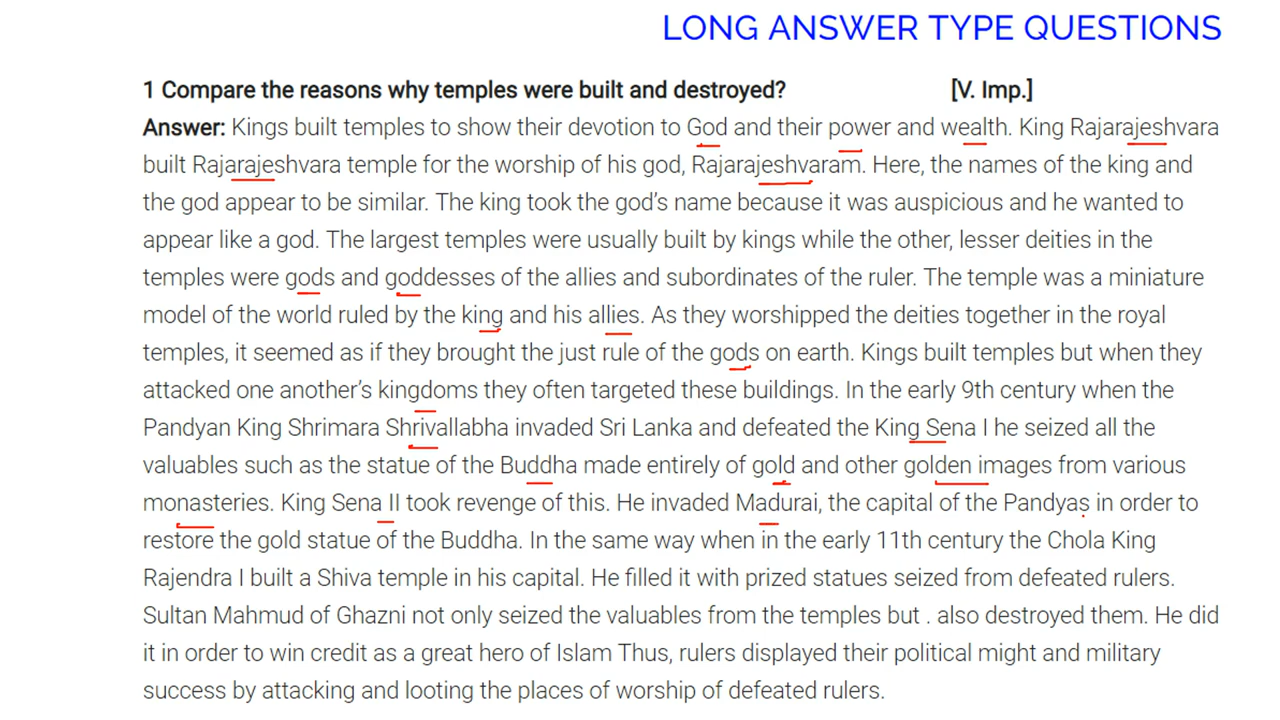 LONG ANSWER TYPE QUESTIONS
1 Compare the reasons why temples were built and destroyed? [V. Imp.]
Answer: Kings built temples to show their devotion to God and their power and wealth. King Rajarajeshvara
built Rajarajeshvara temple for the worship of his god, Rajarajeshvaram. Here, the names of the king and
the god appear to be similar. The king took the god's name because it was auspicious and he wanted to
appear like a god. The largest temples were usually built by kings while the other, lesser deities in the
temples were gods and goddesses of the allies and subordinates of the ruler. The temple was a miniature
model of the world ruled by the king and his allies. As they worshipped the deities together in the royal
temples, it seemed as if they brought the just rule of the gods on earth. Kings built temples but when they
attacked one another's kingdoms they often targeted these buildings. In the early 9th century when the
Pandyan King Shrimara Shrivallabha invaded Sri Lanka and defeated the King Sena I he seized all the
valuables such as the statue of the Buddha made entirely of gold and other golden images from various
monasteries. King Sena II took revenge of this. He invaded Madurai, the capital of the Pandyas in order to
restore the gold statue of the Buddha. In the same way when in the early 11th century the Chola King
Rajendra I built a Shiva temple in his capital. He filled it with prized statues seized from defeated rulers.
Sultan Mahmud of Ghazni not only seized the valuables from the temples but . also destroyed them. He did
it in order to win credit as a great hero of Islam Thus, rulers displayed their political might and military
success by attacking and looting the places of worship of defeated rulers.